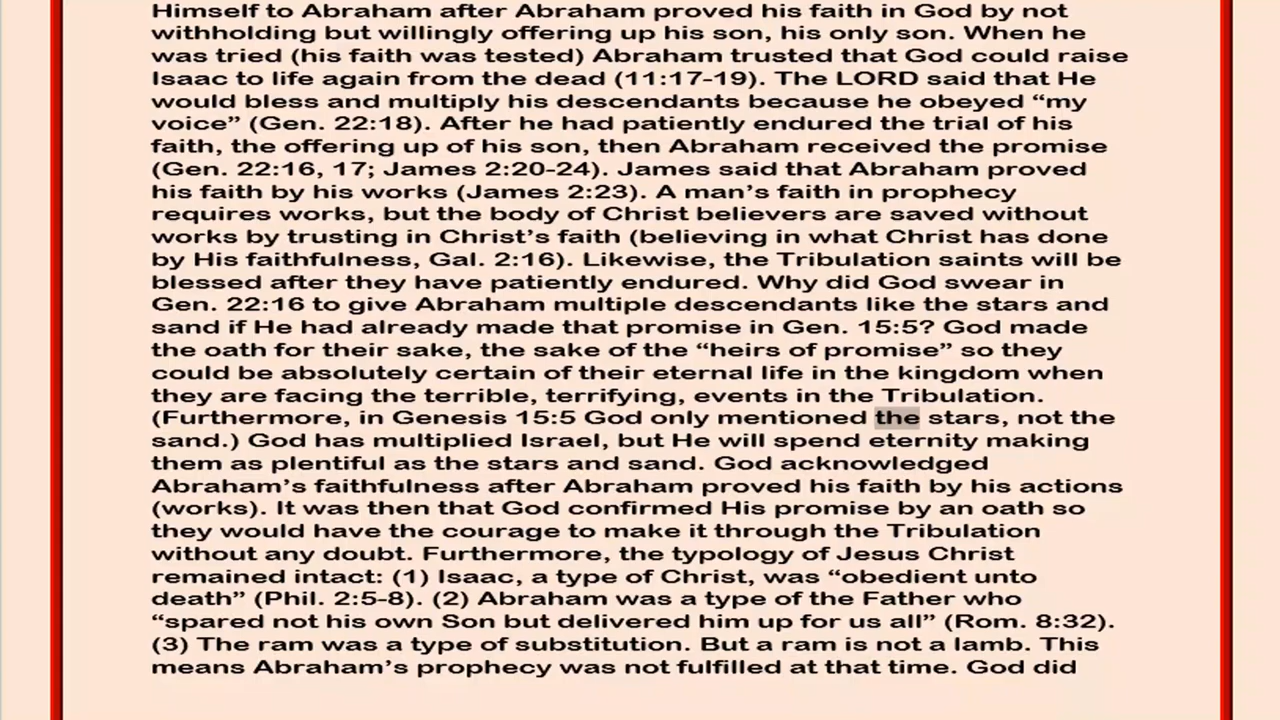 Himself to Abraham after Abraham proved his faith in God by not
withholding but willingly offering up his son, his only son. When he
was tried (his faith was tested) Abraham trusted that God could raise
Isaac to life again from the dead (11:17-19). The LORD said that He
would bless and multiply his descendants because he obeyed “my
voice” (Gen. 22:18). After he had patiently endured the trial of his
faith, the offering up of his son, then Abraham received the promise
(Gen. 22:16, 17; James 2:20-24). James said that Abraham proved
his faith by his works (James 2:23). A man’s faith in prophecy
requires works, but the body of Christ believers are saved without
works by trusting in Christ’s faith (believing in what Christ has done
by His faithfulness, Gal. 2:16). Likewise, the Tribulation saints will be
blessed after they have patiently endured. Why did God swear in
Gen. 22:16 to give Abraham multiple descendants like the stars and
sand if He had already made that promise in Gen. 15:5? God made
the oath for their sake, the sake of the “heirs of promise” so they
could be absolutely certain of their eternal life in the kingdom when
they are facing the terrible, terrifying, events in the Tribulation.
(Furthermore, in Genesis 15:5 God only mentioned the stars, not the
sand.) God has multiplied Israel, but He will spend eternity making
them as plentiful as the stars and sand. God acknowledged
Abraham’s faithfulness after Abraham proved his faith by his actions
(works). It was then that God confirmed His promise by an oath so
they would have the courage to make it through the Tribulation
without any doubt. Furthermore, the typology of Jesus Christ
remained intact: (1) Isaac, a type of Christ, was “obedient unto
death” (Phil. 2:5-8). (2) Abraham was a type of the Father who
“spared not his own Son but delivered him up for us all” (Rom. 8:32).
(3) The ram was a type of substitution. But a ram is not a lamb. This
means Abraham’s prophecy was not fulfilled at that time. God did